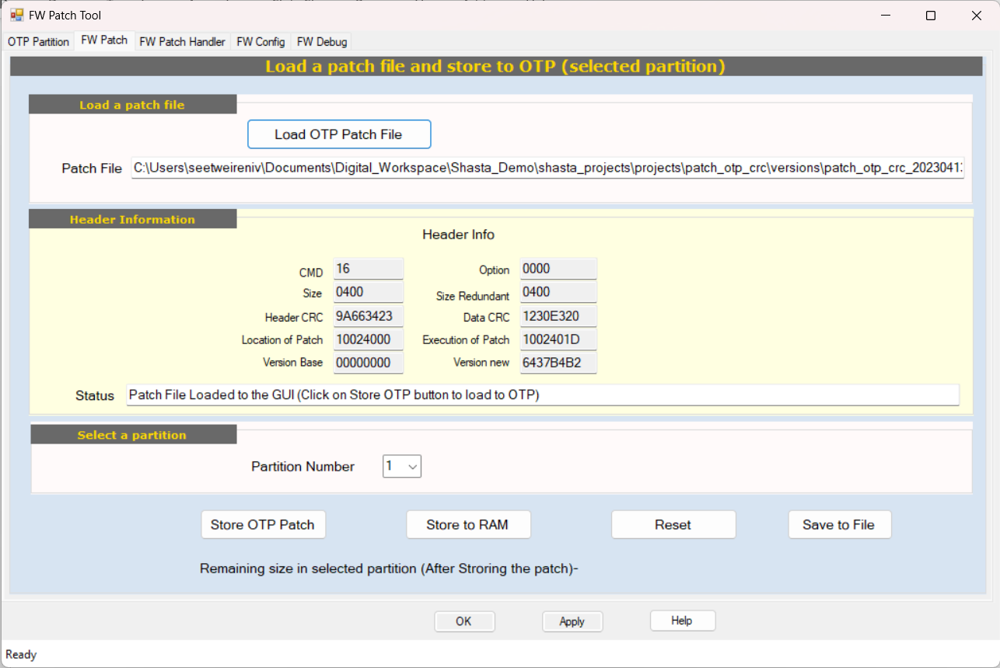 FW Patch Tool
OTP Partition FW Patch FW Patch Handler FW Config FW Debug
Load a patch file and store to OTP (selected partition)
Load a patch file
Load OTP Patch File
Patch File C:\Users\seetweireniv\Documents\Digital_Workspace\Shasta_Demo\shasta_projects\projects\patch_otp_crc\versions\patch_otp_crc_2023041
Header Information
Header Info
CMD 16 Option 0000
Size 0400 Size Redundant 0400
Header CRC 9A663423 Data CRC 1230E320
Location of Patch 10024000 Execution of Patch 1002401D
Version Base 00000000 Version new 6437B4B2
Status Patch File Loaded to the GUI (Click on Store OTP button to load to OTP)
Select a partition
Partition Number 1
Store OTP Patch Store to RAM Reset Save to File
Remaining size in selected partition (After Stroring the patch)-
OK Apply Help
Ready